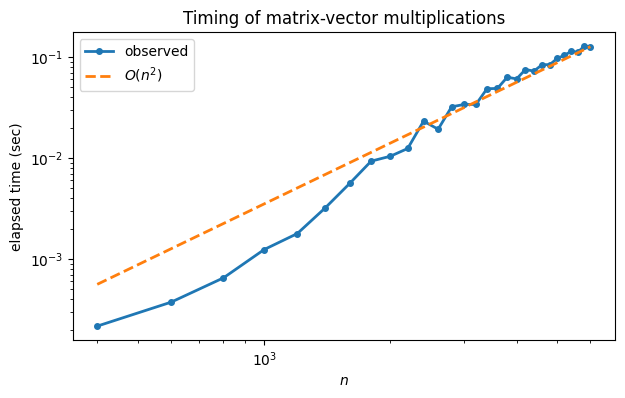 Timing of matrix-vector multiplications
observed
O(n²)
10⁻¹
10⁻²
10⁻³
elapsed time (sec)
10³
n